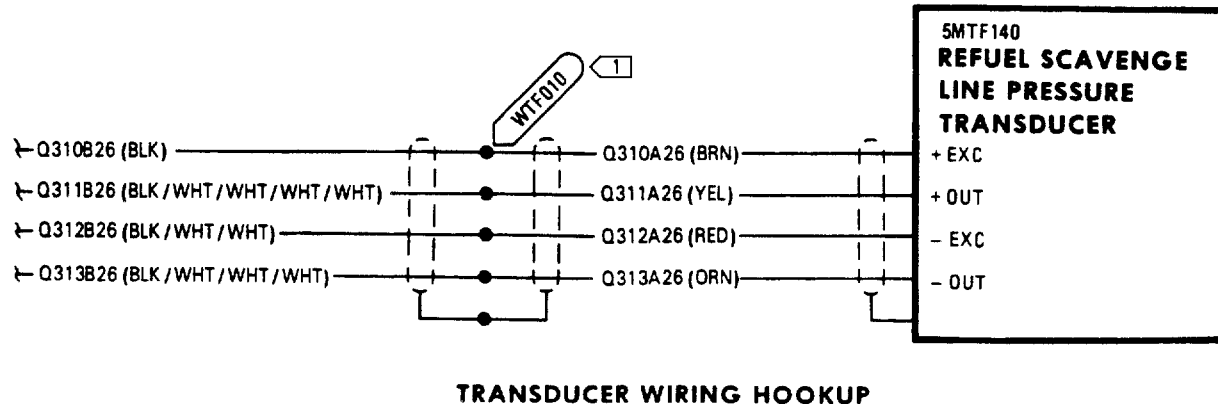 5MTF140
REFUEL SCAVENGE
LINE PRESSURE
TRANSDUCER
WTF010
1
Q310B26 (BLK)
Q310A26 (BRN)
+ EXC
Q311B26 (BLK / WHT / WHT / WHT / WHT)
Q311A26 (YEL)
+ OUT
Q312B26 (BLK / WHT / WHT)
Q312A26 (RED)
- EXC
Q313B26 (BLK / WHT / WHT / WHT)
Q313A26 (ORN)
- OUT
TRANSDUCER WIRING HOOKUP